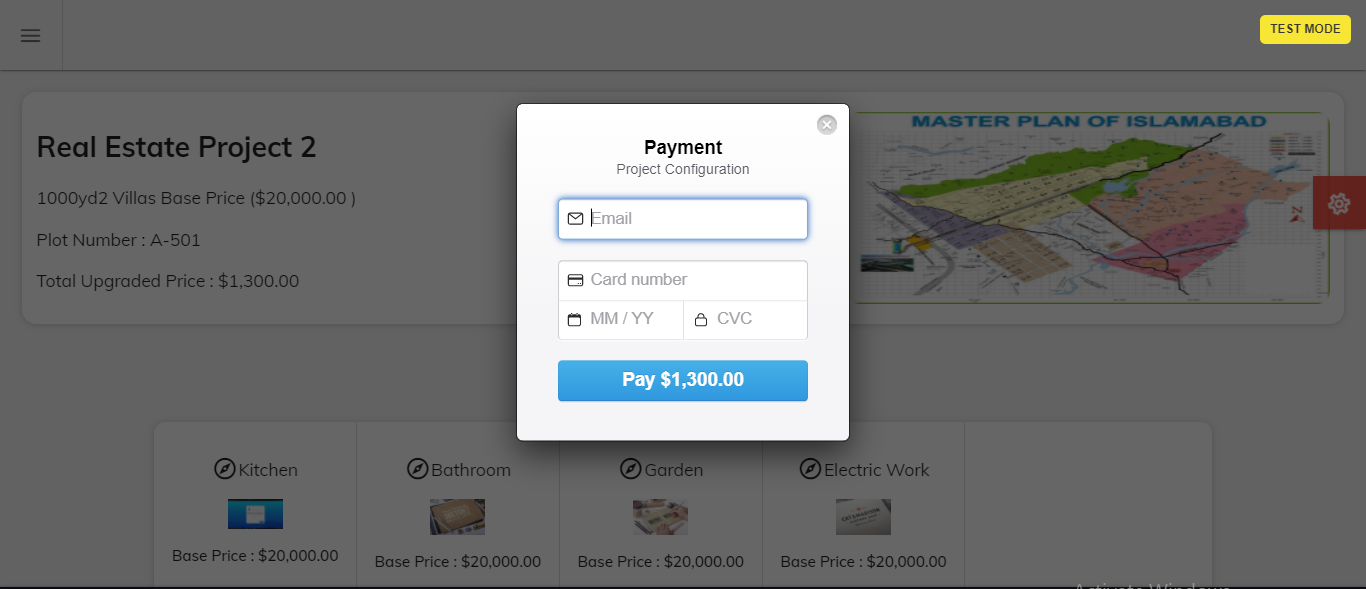 TEST MODE
Real Estate Project 2
1000yd2 Villas Base Price ($20,000.00 )
Plot Number : A-501
Total Upgraded Price : $1,300.00
MASTER PLAN OF ISLAMABAD
Payment
Project Configuration
Email
Card number
MM / YY
CVC
Pay $1,300.00
Kitchen
Base Price : $20,000.00
Bathroom
Base Price : $20,000.00
Garden
Base Price : $20,000.00
Electric Work
Base Price : $20,000.00
Activate Windows